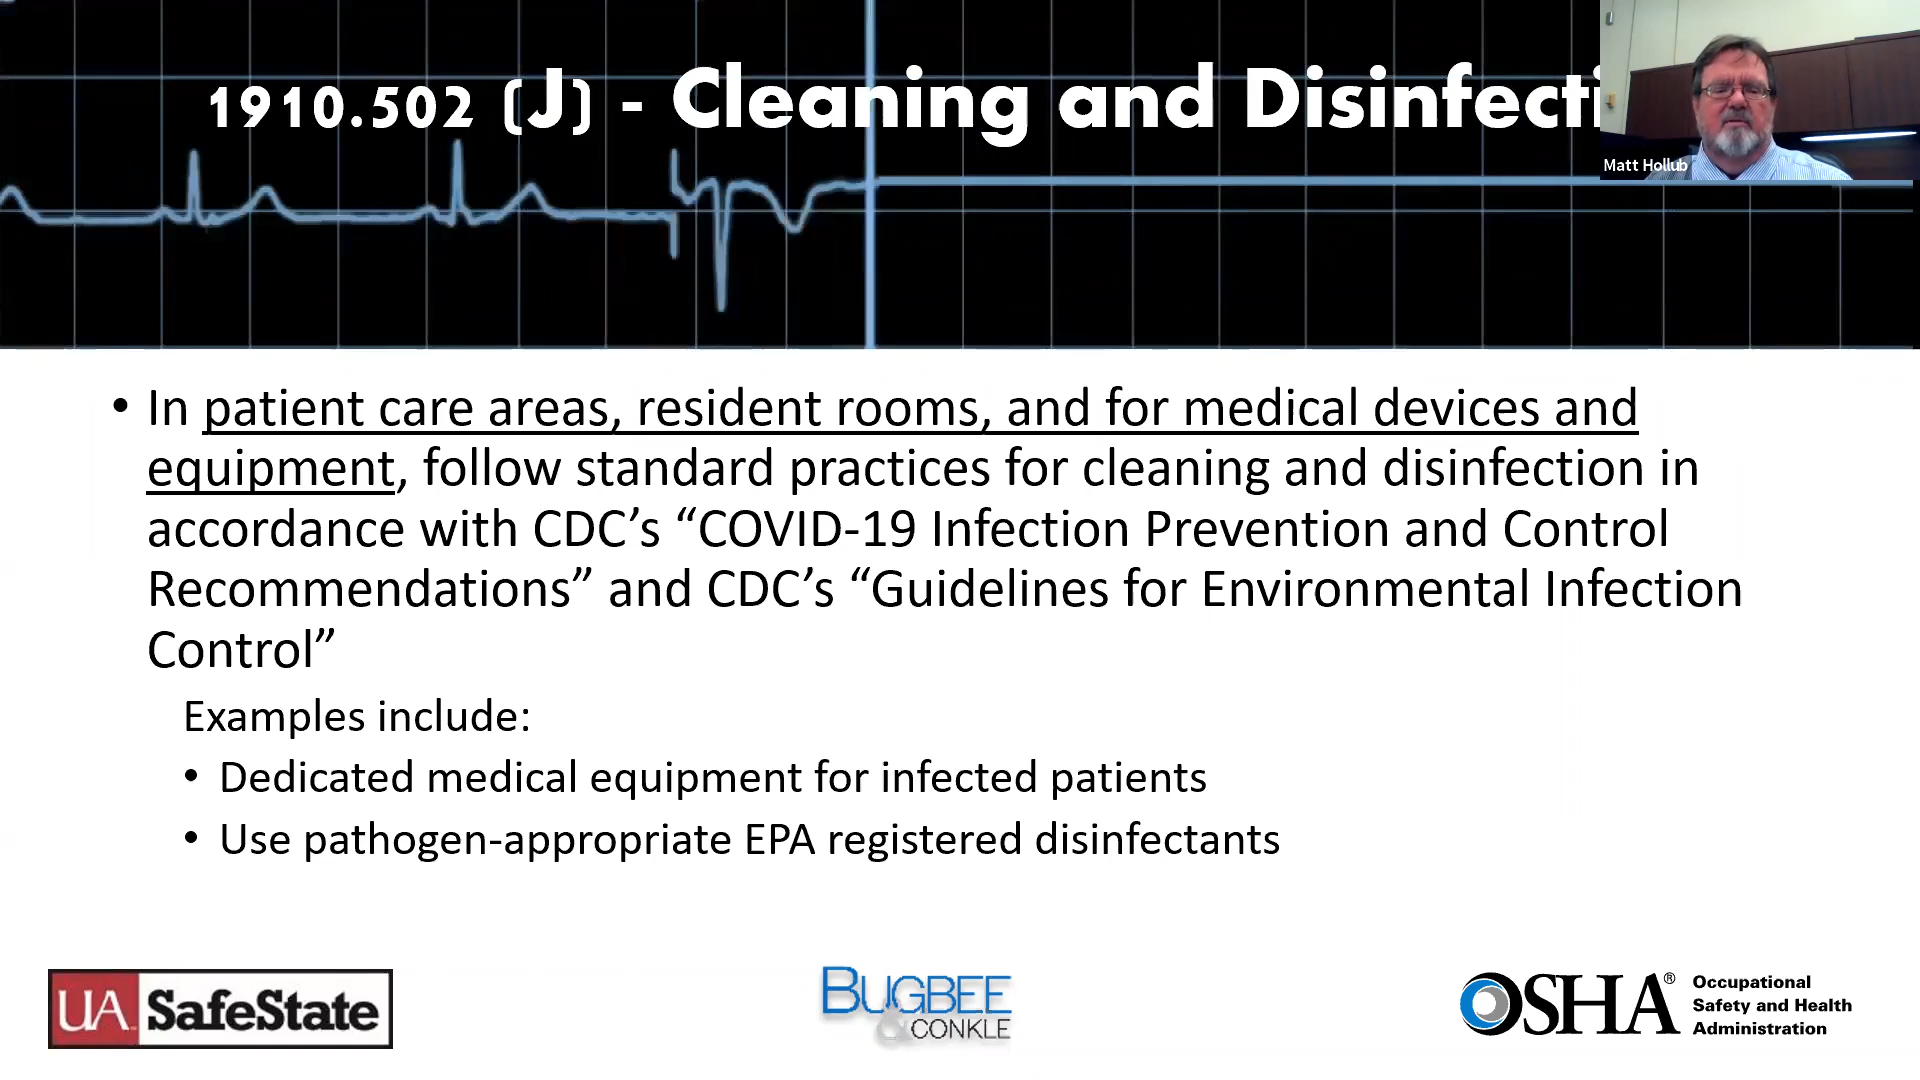 1910.502 (J) - Cleaning and Disinfecti
Matt Hollub
• In patient care areas, resident rooms, and for medical devices and
equipment, follow standard practices for cleaning and disinfection in
accordance with CDC’s “COVID-19 Infection Prevention and Control
Recommendations” and CDC’s “Guidelines for Environmental Infection
Control”
Examples include:
• Dedicated medical equipment for infected patients
• Use pathogen-appropriate EPA registered disinfectants
UA SafeState
BUGBEE
& CONKLE
OSHA®
Occupational
Safety and Health
Administration